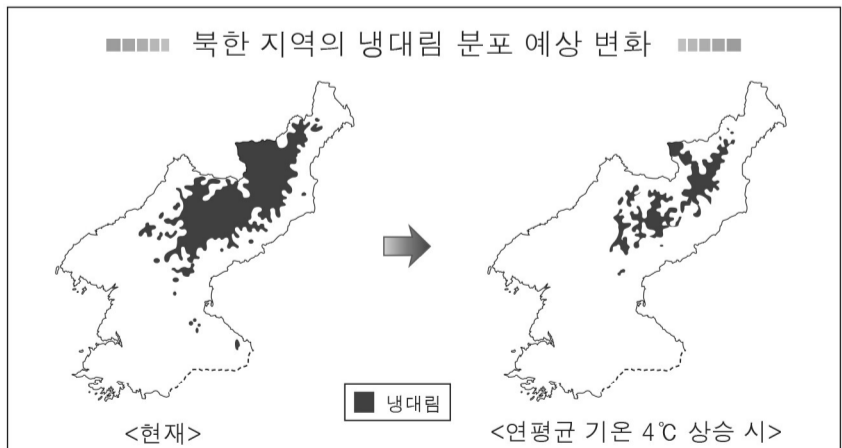 북한 지역의 냉대림 분포 예상 변화
냉대림
<현재>
<연평균 기온 4℃ 상승 시>